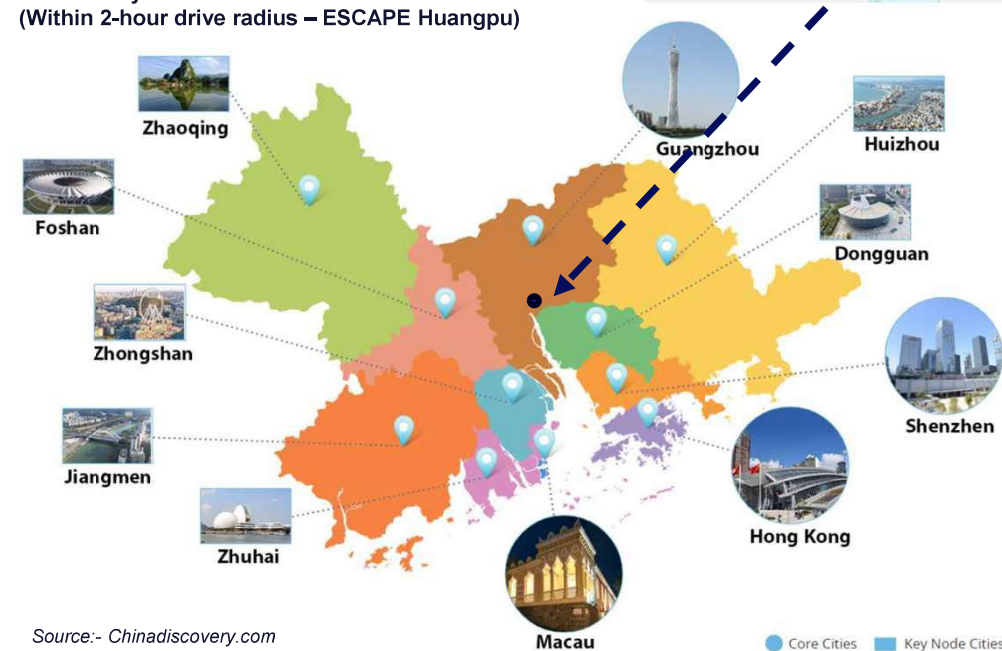 (Within 2-hour drive radius – ESCAPE Huangpu)
Zhaoqing
Guangzhou
Huizhou
Foshan
Dongguan
Zhongshan
Shenzhen
Jiangmen
Hong Kong
Zhuhai
Macau
Source:- Chinadiscovery.com
Core Cities
Key Node Cities